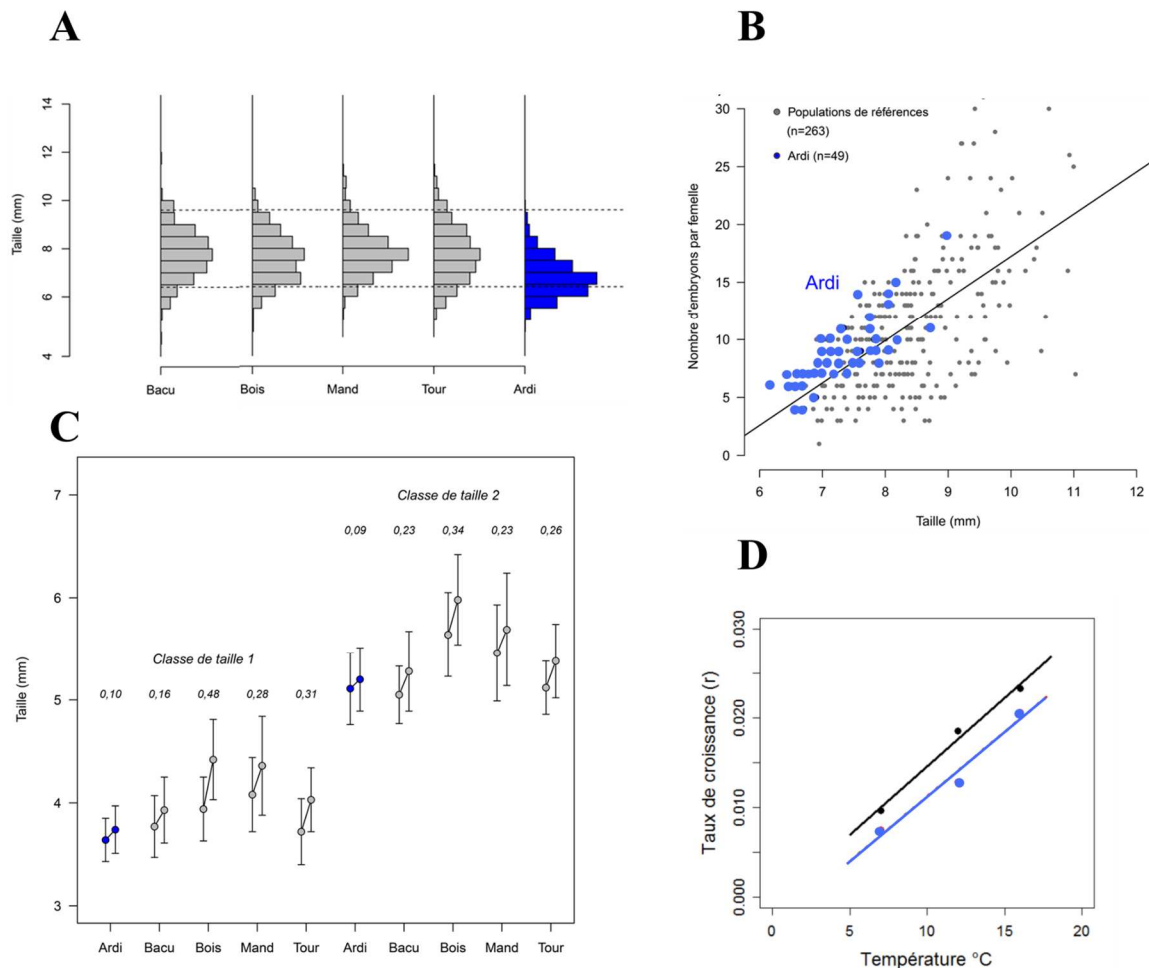 A
14
12
10
8
6
4
Taille (mm)
Bacu
Bois
Mand
Tour
Ardi
B
30
25
20
15
10
5
0
Nombre d'embryons par femelle
Populations de références
(n=263)
Ardi (n=49)
Ardi
6
7
8
9
10
11
12
Taille (mm)
C
7
6
5
4
3
Taille (mm)
Classe de taille 2
0,09
0,23
0,34
0,23
0,26
Classe de taille 1
0,10
0,16
0,48
0,28
0,31
Ardi
Bacu
Bois
Mand
Tour
Ardi
Bacu
Bois
Mand
Tour
D
0.030
0.020
0.010
0.000
Taux de croissance (r)
0
5
10
15
20
Température °C